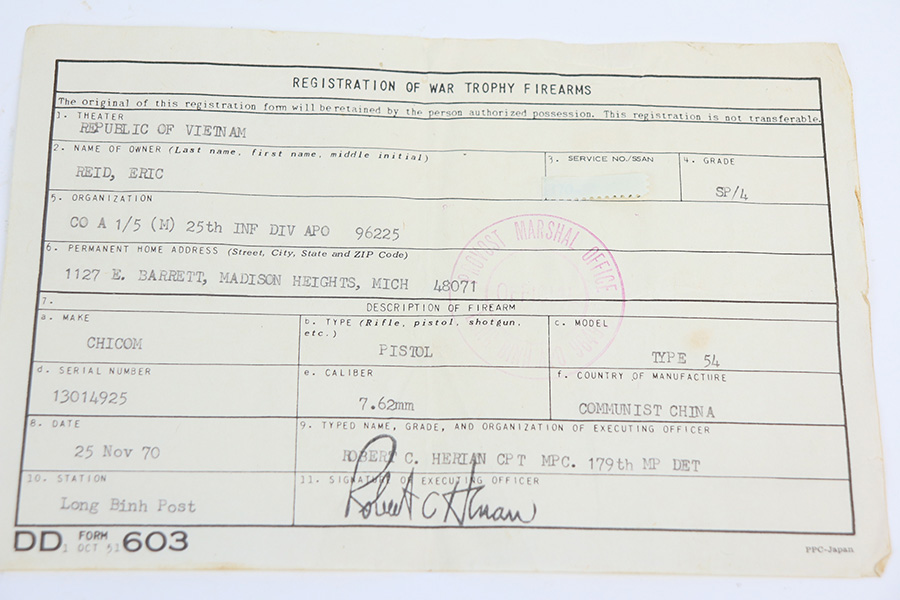 REGISTRATION OF WAR TROPHY FIREARMS
The original of this registration form will be retained by the person authorized possession. This registration is not transferable.
1. THEATER
REPUBLIC OF VIETNAM
2. NAME OF OWNER (Last name, first name, middle initial)
REID, ERIC
3. SERVICE NO./SSAN
4. GRADE
SP/4
5. ORGANIZATION
CO A 1/5 (M) 25th INF DIV APO 96225
6. PERMANENT HOME ADDRESS (Street, City, State and ZIP Code)
1127 E. BARRETT, MADISON HEIGHTS, MICH 48071
PROVOST MARSHAL OFFICE
7.
DESCRIPTION OF FIREARM
a. MAKE
CHICOM
b. TYPE (Rifle, pistol, shotgun,
etc.)
PISTOL
c. MODEL
TYPE 54
d. SERIAL NUMBER
13014925
e. CALIBER
7.62mm
f. COUNTRY OF MANUFACTURE
COMMUNIST CHINA
8. DATE
25 Nov 70
9. TYPED NAME, GRADE, AND ORGANIZATION OF EXECUTING OFFICER
ROBERT C. HERIAN CPT MPC. 179th MP DET
10. STATION
Long Binh Post
11. SIGNATURE OF EXECUTING OFFICER
Robert C Herian
DD FORM 603
1 OCT 51
PPC-Japan